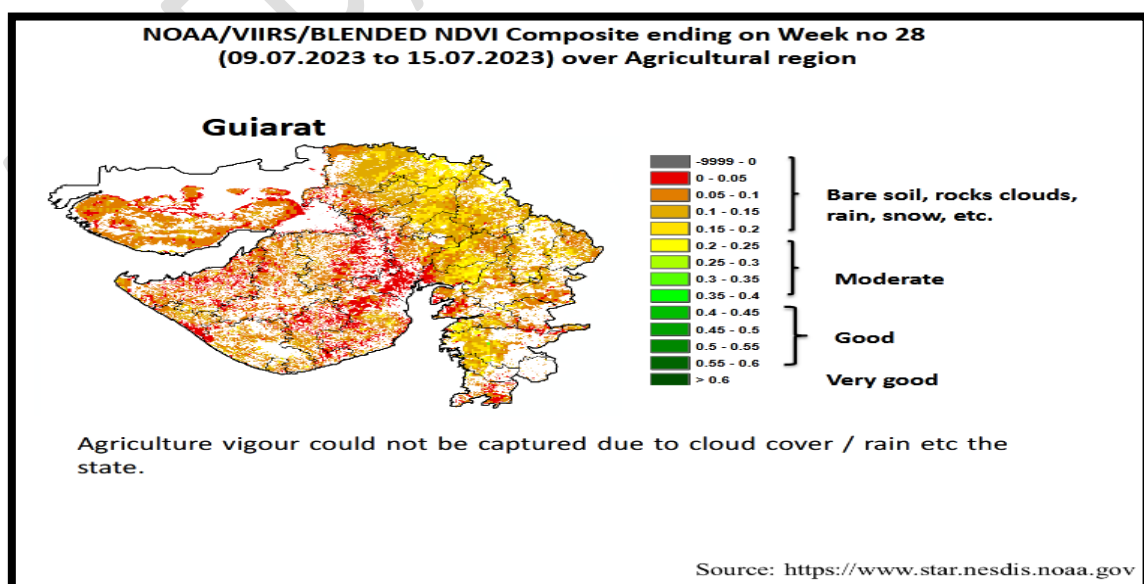 NOAA/VIIRS/BLENDED NDVI Composite ending on Week no 28
(09.07.2023 to 15.07.2023) over Agricultural region
Gujarat
-9999 - 0
0 - 0.05
0.05 - 0.1
0.1 - 0.15
0.15 - 0.2
0.2 - 0.25
0.25 - 0.3
0.3 - 0.35
0.35 - 0.4
0.4 - 0.45
0.45 - 0.5
0.5 - 0.55
0.55 - 0.6
> 0.6
Bare soil, rocks clouds,
rain, snow, etc.
Moderate
Good
Very good
Agriculture vigour could not be captured due to cloud cover / rain etc the
state.
Source: https://www.star.nesdis.noaa.gov